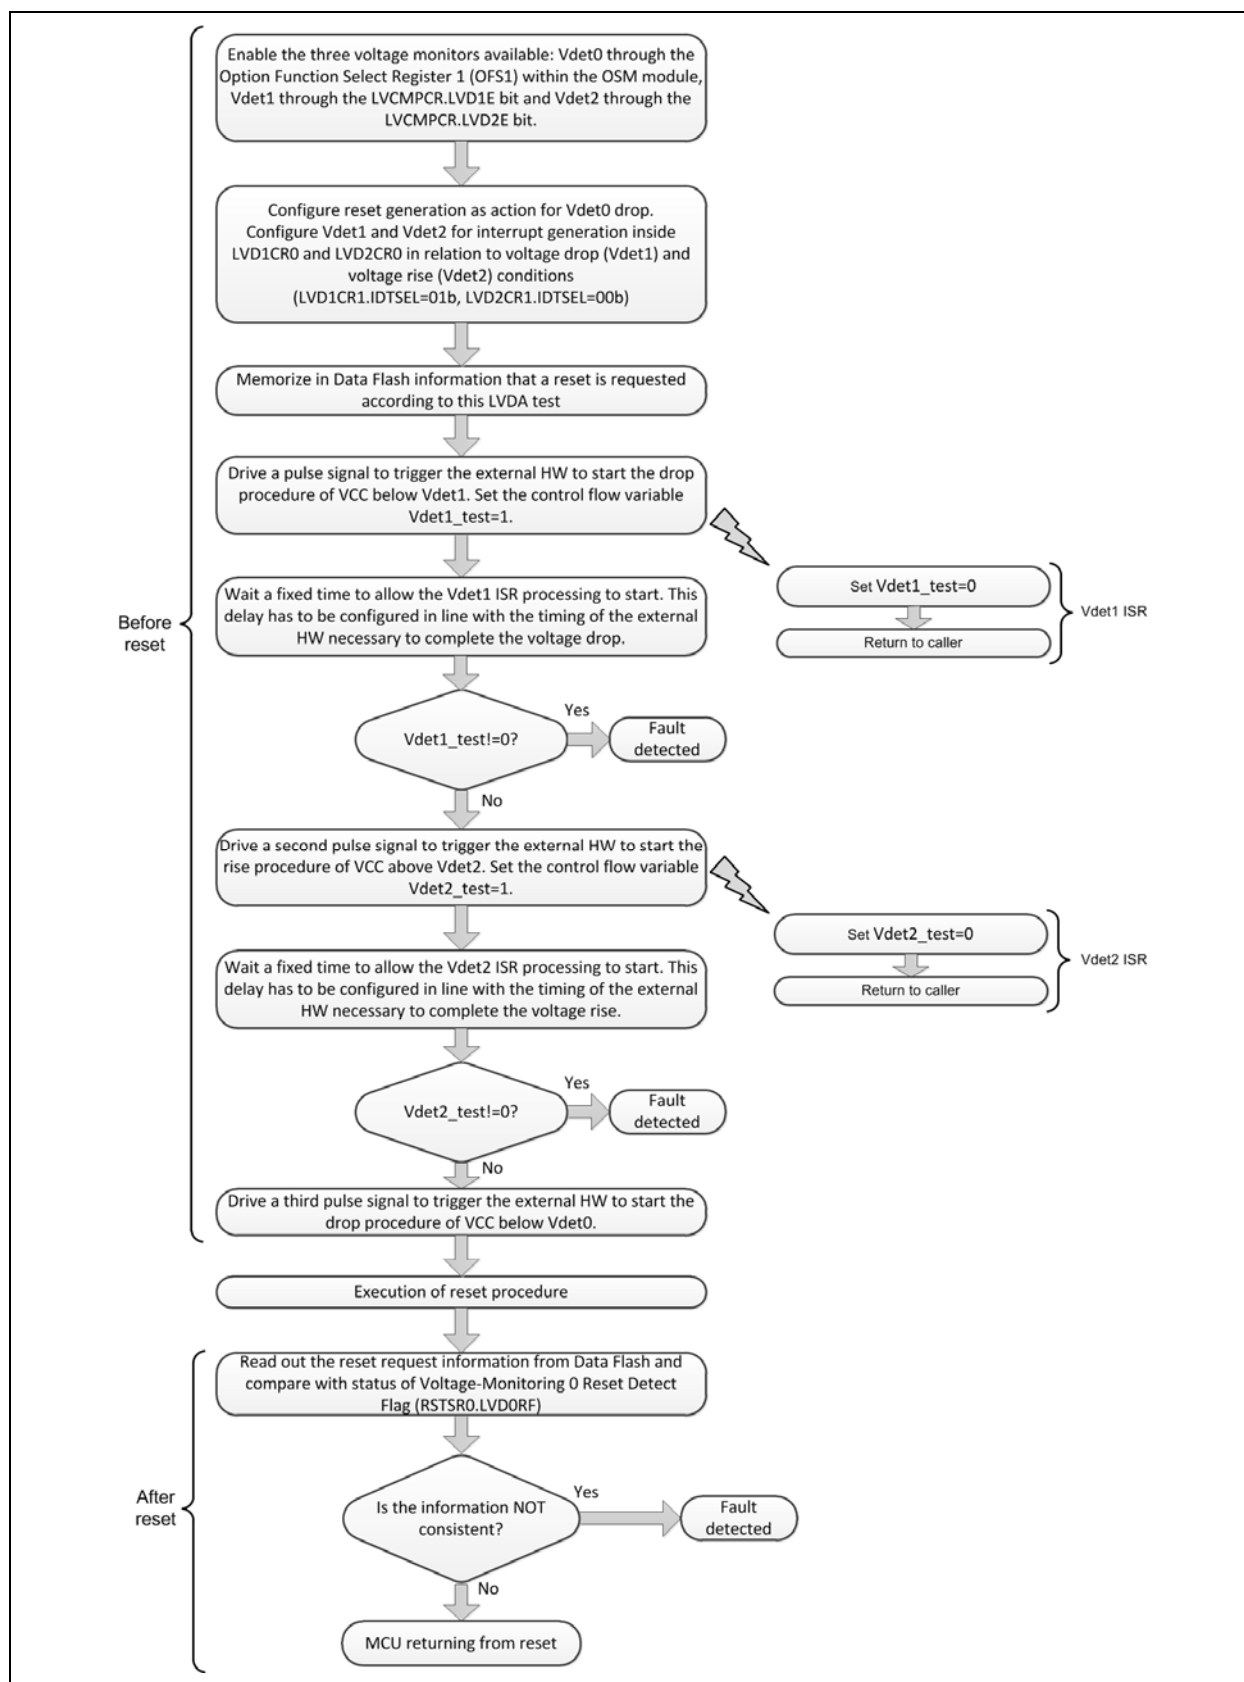 Enable the three voltage monitors available: Vdet0 through the
Option Function Select Register 1 (OFS1) within the OSM module,
Vdet1 through the LVCMPCR.LVD1E bit and Vdet2 through the
LVCMPCR.LVD2E bit.
Configure reset generation as action for Vdet0 drop.
Configure Vdet1 and Vdet2 for interrupt generation inside
LVD1CR0 and LVD2CR0 in relation to voltage drop (Vdet1) and
voltage rise (Vdet2) conditions
(LVD1CR1.IDTSEL=01b, LVD2CR1.IDTSEL=00b)
Memorize in Data Flash information that a reset is requested
according to this LVDA test
Drive a pulse signal to trigger the external HW to start the drop
procedure of VCC below Vdet1. Set the control flow variable
Vdet1_test=1.
Set Vdet1_test=0
Return to caller
Vdet1 ISR
Wait a fixed time to allow the Vdet1 ISR processing to start. This
delay has to be configured in line with the timing of the external
HW necessary to complete the voltage drop.
Before
reset
Vdet1_test!=0?
Yes
Fault
detected
No
Drive a second pulse signal to trigger the external HW to start the
rise procedure of VCC above Vdet2. Set the control flow variable
Vdet2_test=1.
Set Vdet2_test=0
Return to caller
Vdet2 ISR
Wait a fixed time to allow the Vdet2 ISR processing to start. This
delay has to be configured in line with the timing of the external
HW necessary to complete the voltage rise.
Vdet2_test!=0?
Yes
Fault
detected
No
Drive a third pulse signal to trigger the external HW to start the
drop procedure of VCC below Vdet0.
Execution of reset procedure
Read out the reset request information from Data Flash and
compare with status of Voltage-Monitoring 0 Reset Detect
Flag (RSTSR0.LVD0RF)
After
reset
Is the information NOT
consistent?
Yes
Fault
detected
No
MCU returning from reset